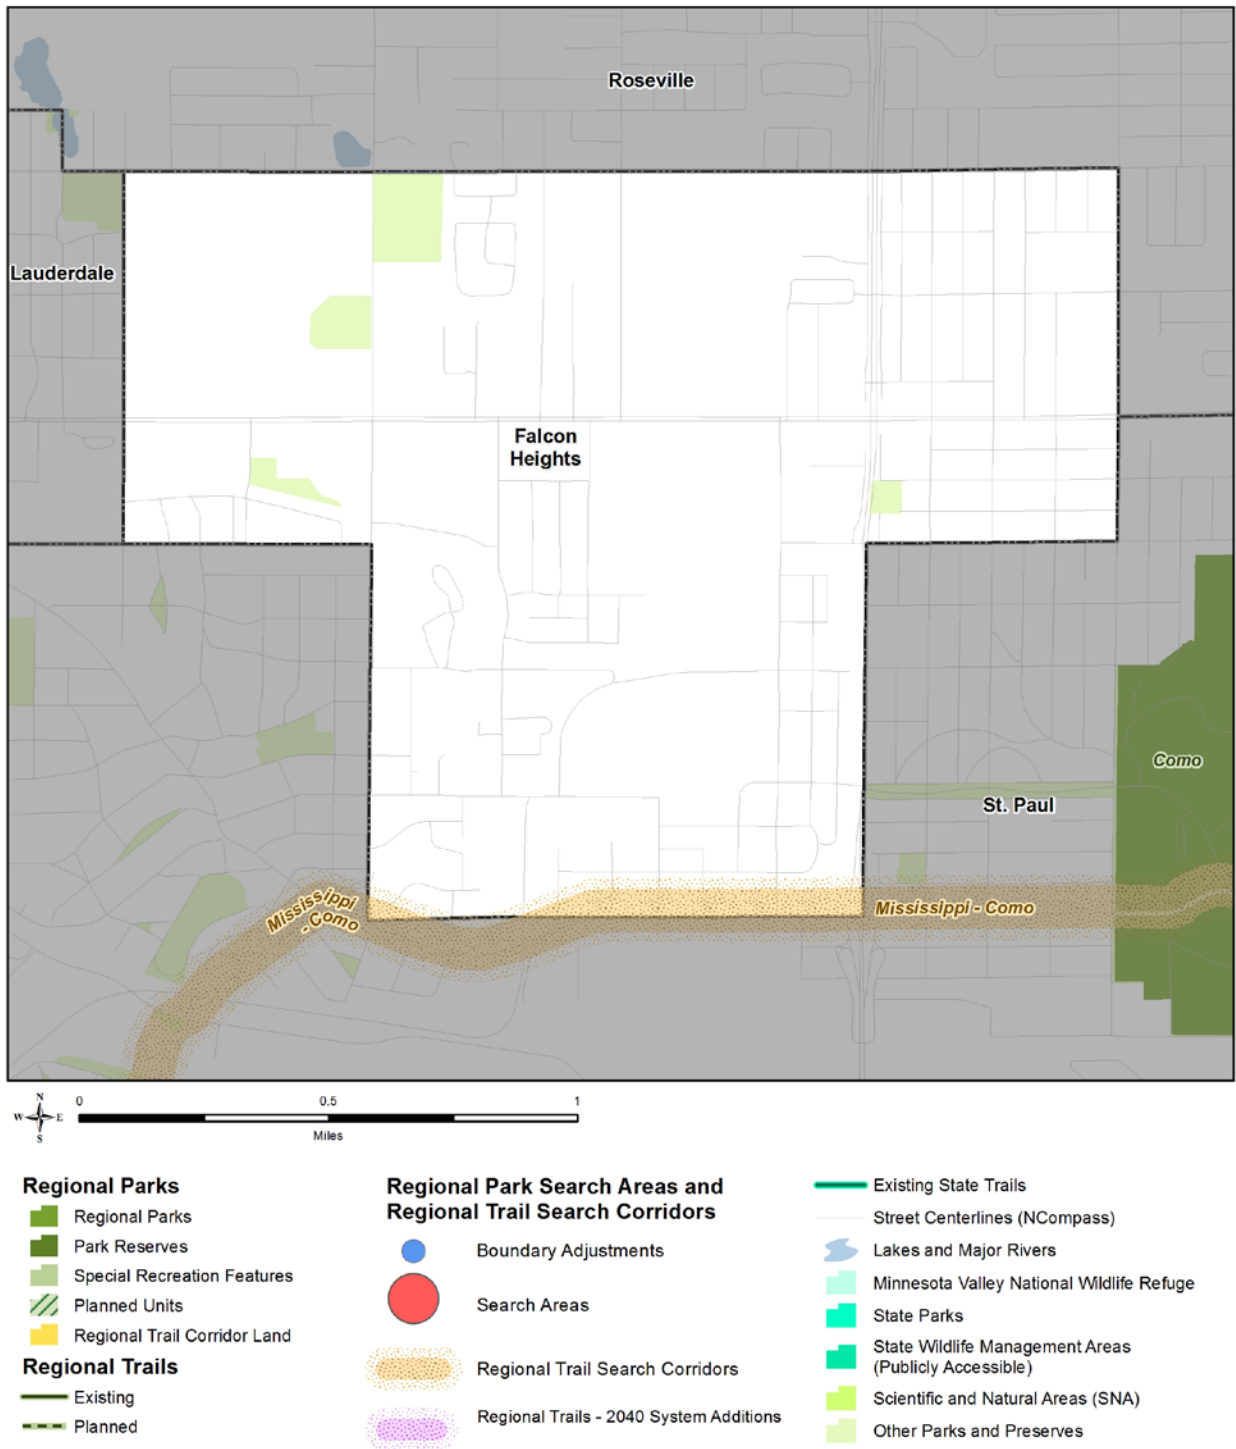 Roseville
Lauderdale
Falcon
Heights
Como
St. Paul
Mississippi
- Como
Mississippi - Como
N
W E
S
0 0.5 1
Miles
Regional Parks
Regional Parks
Park Reserves
Special Recreation Features
Planned Units
Regional Trail Corridor Land
Regional Trails
Existing
Planned
Regional Park Search Areas and
Regional Trail Search Corridors
Boundary Adjustments
Search Areas
Regional Trail Search Corridors
Regional Trails - 2040 System Additions
Existing State Trails
Street Centerlines (NCompass)
Lakes and Major Rivers
Minnesota Valley National Wildlife Refuge
State Parks
State Wildlife Management Areas
(Publicly Accessible)
Scientific and Natural Areas (SNA)
Other Parks and Preserves